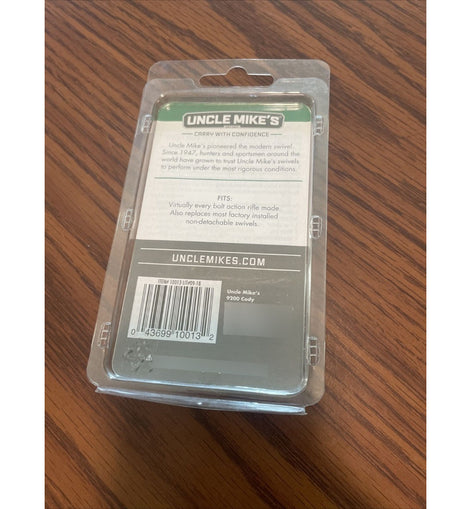 UNCLE MIKE'S
CARRY WITH CONFIDENCE
Uncle Mike's pioneered the modern swivel.
Since 1947, hunters and sportsmen around the
world have grown to trust Uncle Mike's swivels
to perform under the most rigorous conditions.
FITS:
Virtually every bolt action rifle made.
Also replaces most factory installed
non-detachable swivels.
UNCLEMIKES.COM
Uncle Mike's
9200 Cody
0 43699 10013 2